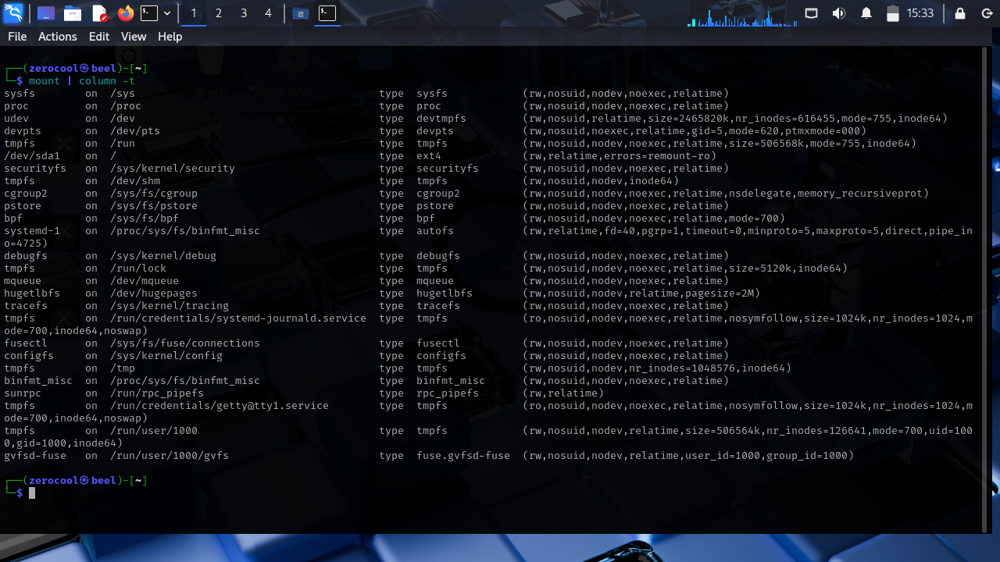 1 2 3 4 15:33
File Actions Edit View Help
┌──(zerocool㉿beel)-[~]
└─$ mount | column -t
sysfs on /sys type sysfs (rw,nosuid,nodev,noexec,relatime)
proc on /proc type proc (rw,nosuid,nodev,noexec,relatime)
udev on /dev type devtmpfs (rw,nosuid,relatime,size=2465820k,nr_inodes=616455,mode=755,inode64)
devpts on /dev/pts type devpts (rw,nosuid,noexec,relatime,gid=5,mode=620,ptmxmode=000)
tmpfs on /run type tmpfs (rw,nosuid,nodev,noexec,relatime,size=506568k,mode=755,inode64)
/dev/sda1 on / type ext4 (rw,relatime,errors=remount-ro)
securityfs on /sys/kernel/security type securityfs (rw,nosuid,nodev,noexec,relatime)
tmpfs on /dev/shm type tmpfs (rw,nosuid,nodev,inode64)
cgroup2 on /sys/fs/cgroup type cgroup2 (rw,nosuid,nodev,noexec,relatime,nsdelegate,memory_recursiveprot)
pstore on /sys/fs/pstore type pstore (rw,nosuid,nodev,noexec,relatime)
bpf on /sys/fs/bpf type bpf (rw,nosuid,nodev,noexec,relatime,mode=700)
systemd-1 on /proc/sys/fs/binfmt_misc type autofs (rw,relatime,fd=40,pgrp=1,timeout=0,minproto=5,maxproto=5,direct,pipe_in
o=4725)
debugfs on /sys/kernel/debug type debugfs (rw,nosuid,nodev,noexec,relatime)
tmpfs on /run/lock type tmpfs (rw,nosuid,nodev,noexec,relatime,size=5120k,inode64)
mqueue on /dev/mqueue type mqueue (rw,nosuid,nodev,noexec,relatime)
hugetlbfs on /dev/hugepages type hugetlbfs (rw,nosuid,nodev,relatime,pagesize=2M)
tracefs on /sys/kernel/tracing type tracefs (rw,nosuid,nodev,noexec,relatime)
tmpfs on /run/credentials/systemd-journald.service type tmpfs (ro,nosuid,nodev,noexec,relatime,nosymfollow,size=1024k,nr_inodes=1024,m
ode=700,inode64,noswap)
fusectl on /sys/fs/fuse/connections type fusectl (rw,nosuid,nodev,noexec,relatime)
configfs on /sys/kernel/config type configfs (rw,nosuid,nodev,noexec,relatime)
tmpfs on /tmp type tmpfs (rw,nosuid,nodev,nr_inodes=1048576,inode64)
binfmt_misc on /proc/sys/fs/binfmt_misc type binfmt_misc (rw,nosuid,nodev,noexec,relatime)
sunrpc on /run/rpc_pipefs type rpc_pipefs (rw,relatime)
tmpfs on /run/credentials/getty@tty1.service type tmpfs (ro,nosuid,nodev,noexec,relatime,nosymfollow,size=1024k,nr_inodes=1024,m
ode=700,inode64,noswap)
tmpfs on /run/user/1000 type tmpfs (rw,nosuid,nodev,relatime,size=506564k,nr_inodes=126641,mode=700,uid=100
0,gid=1000,inode64)
gvfsd-fuse on /run/user/1000/gvfs type fuse.gvfsd-fuse (rw,nosuid,nodev,relatime,user_id=1000,group_id=1000)
┌──(zerocool㉿beel)-[~]
└─$